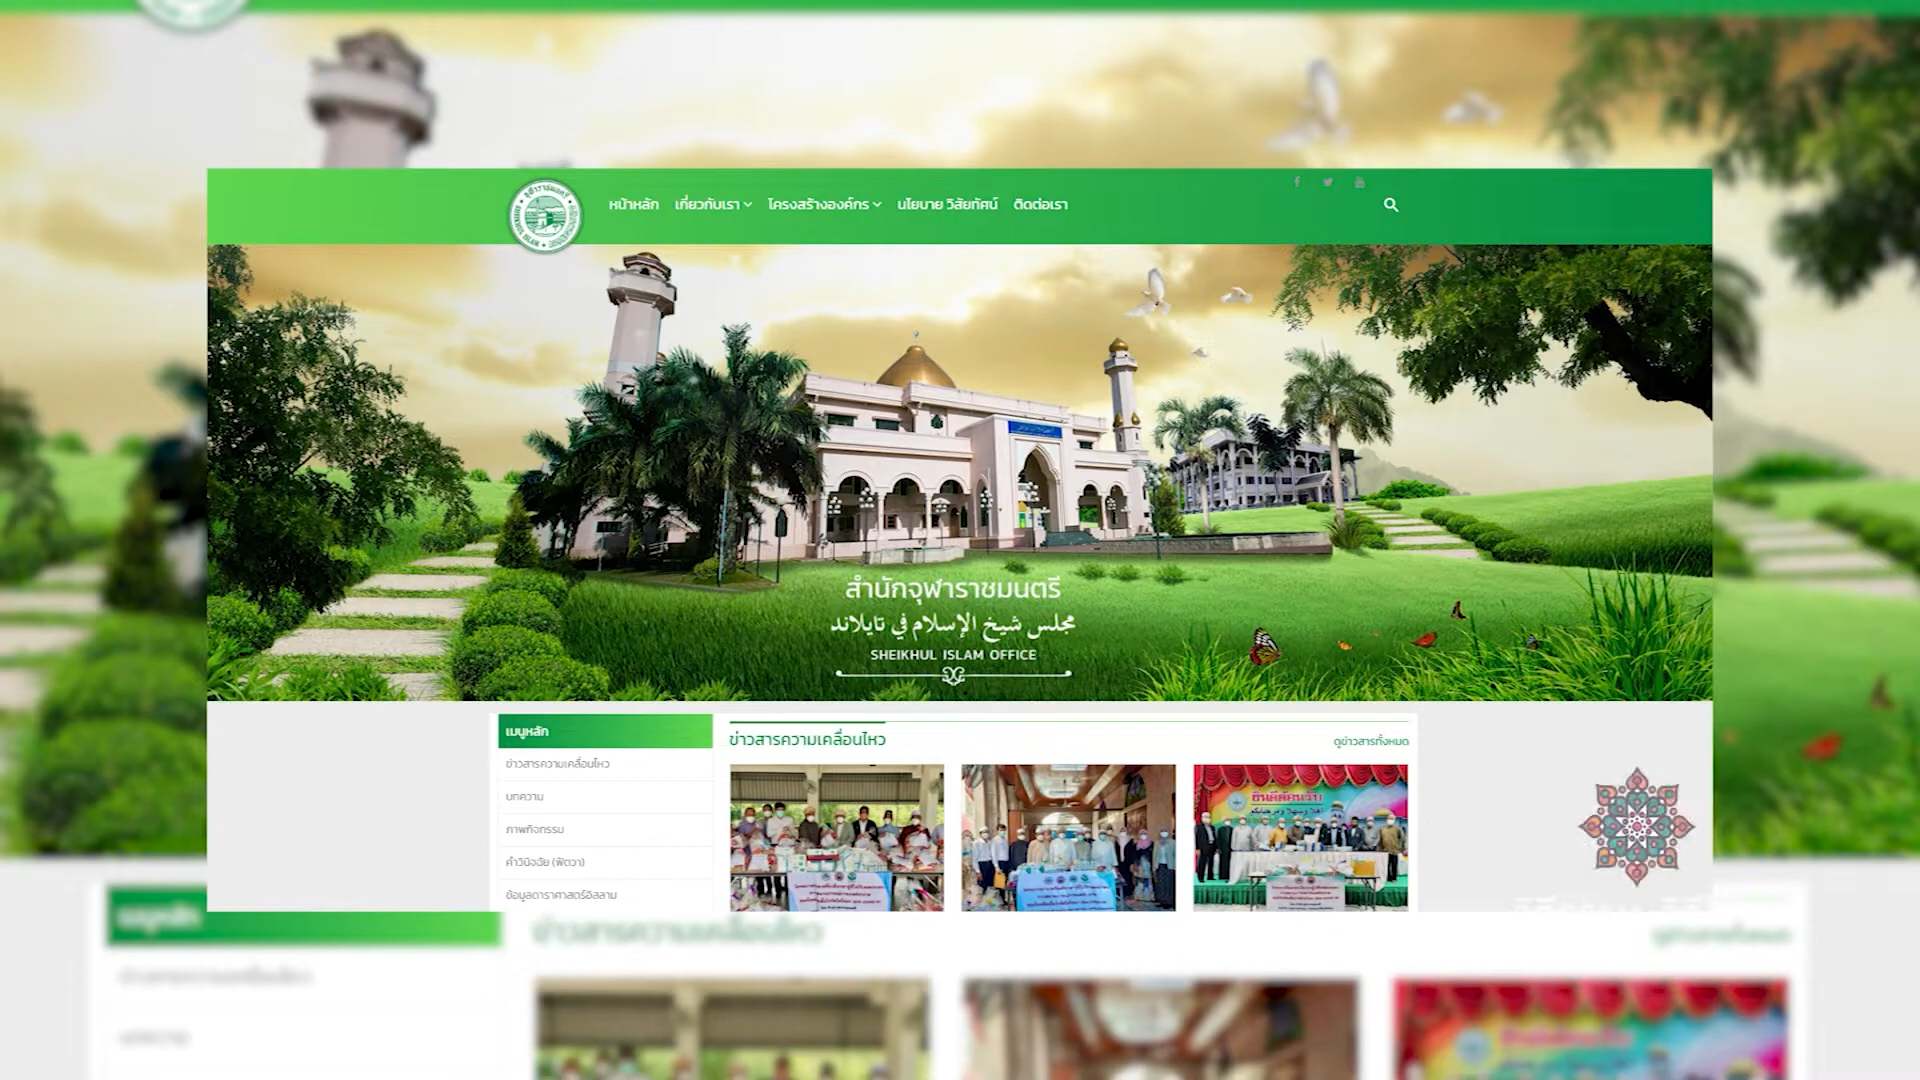 หน้าหลัก
เกี่ยวกับเรา
โครงสร้างองค์กร
นโยบาย วิสัยทัศน์
ติดต่อเรา
สำนักจุฬาราชมนตรี
مجلس شيخ الإسلام في تايلاند
SHEIKHUL ISLAM OFFICE
เมนูหลัก
ข่าวสารความเคลื่อนไหว
บทความ
ภาพกิจกรรม
คำวินิจฉัย (ฟัตวา)
ข้อมูลดาราศาสตร์อิสลาม
ข่าวสารความเคลื่อนไหว
ดูข่าวสารทั้งหมด
ยินดีต้อนรับ